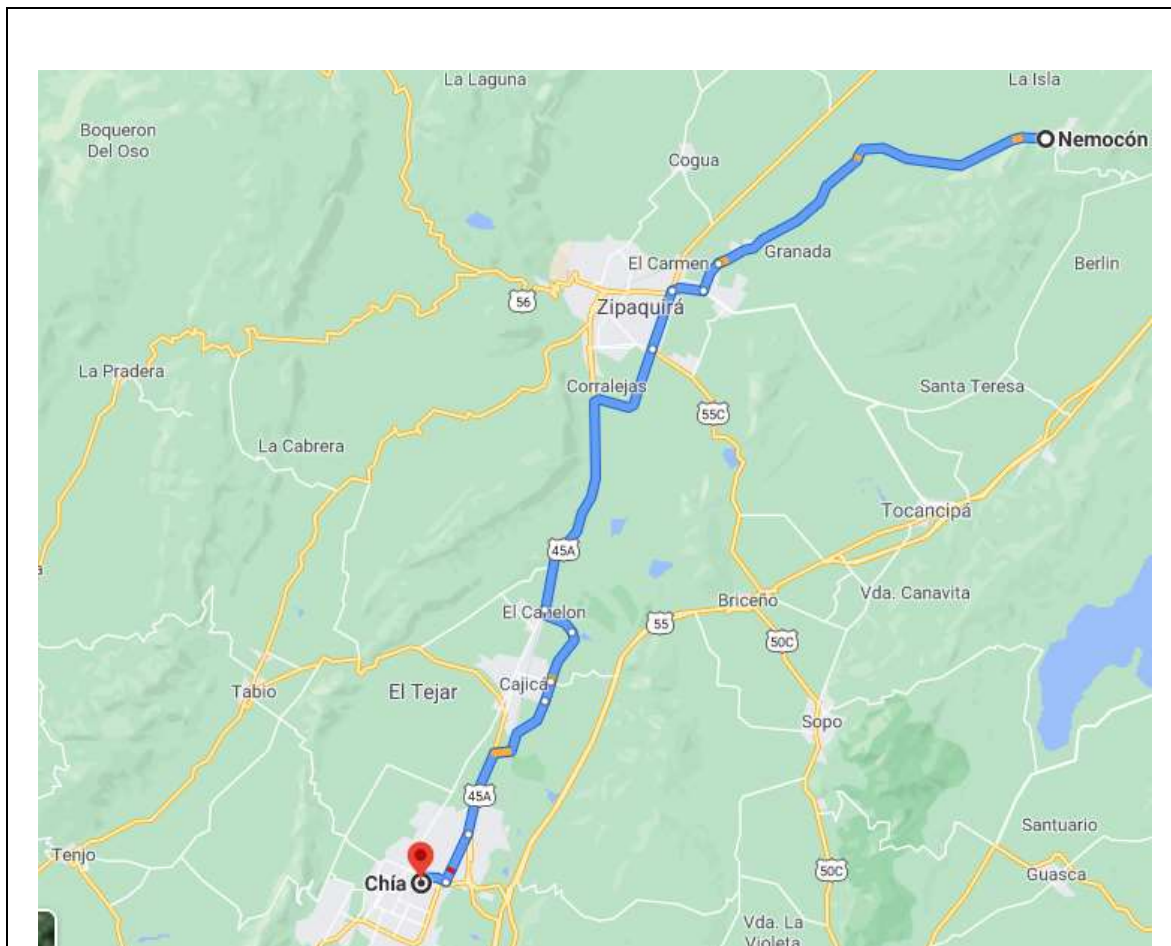 La Laguna
La Isla
Boqueron
Del Oso
Nemocón
Cogua
El Carmen
Granada
Berlin
56
Zipaquirá
La Pradera
Corralejas
Santa Teresa
55C
La Cabrera
Tocancipá
45A
Vda. Canavita
Briceño
El Canelon
55
50C
Cajicá
Tabio
El Tejar
Sopo
45A
Santuario
Tenjo
50C
Guasca
Chía
Vda. La
Violeta